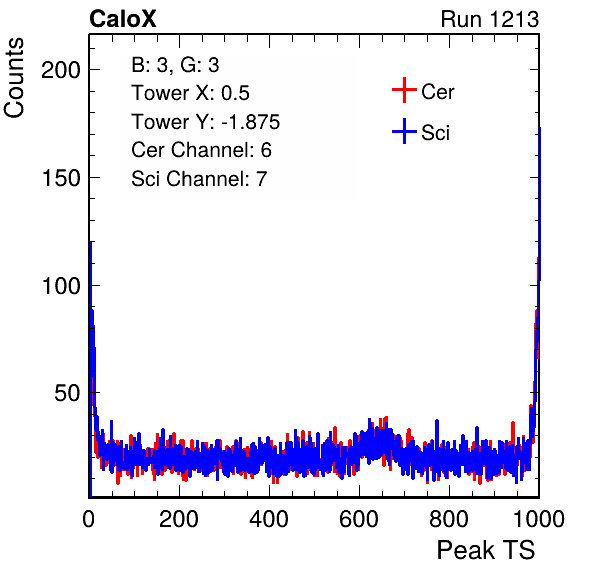 CaloX Run 1213
Counts
B: 3, G: 3
Tower X: 0.5
Tower Y: -1.875
Cer Channel: 6
Sci Channel: 7
Cer
Sci
200
150
100
50
0 200 400 600 800 1000
Peak TS